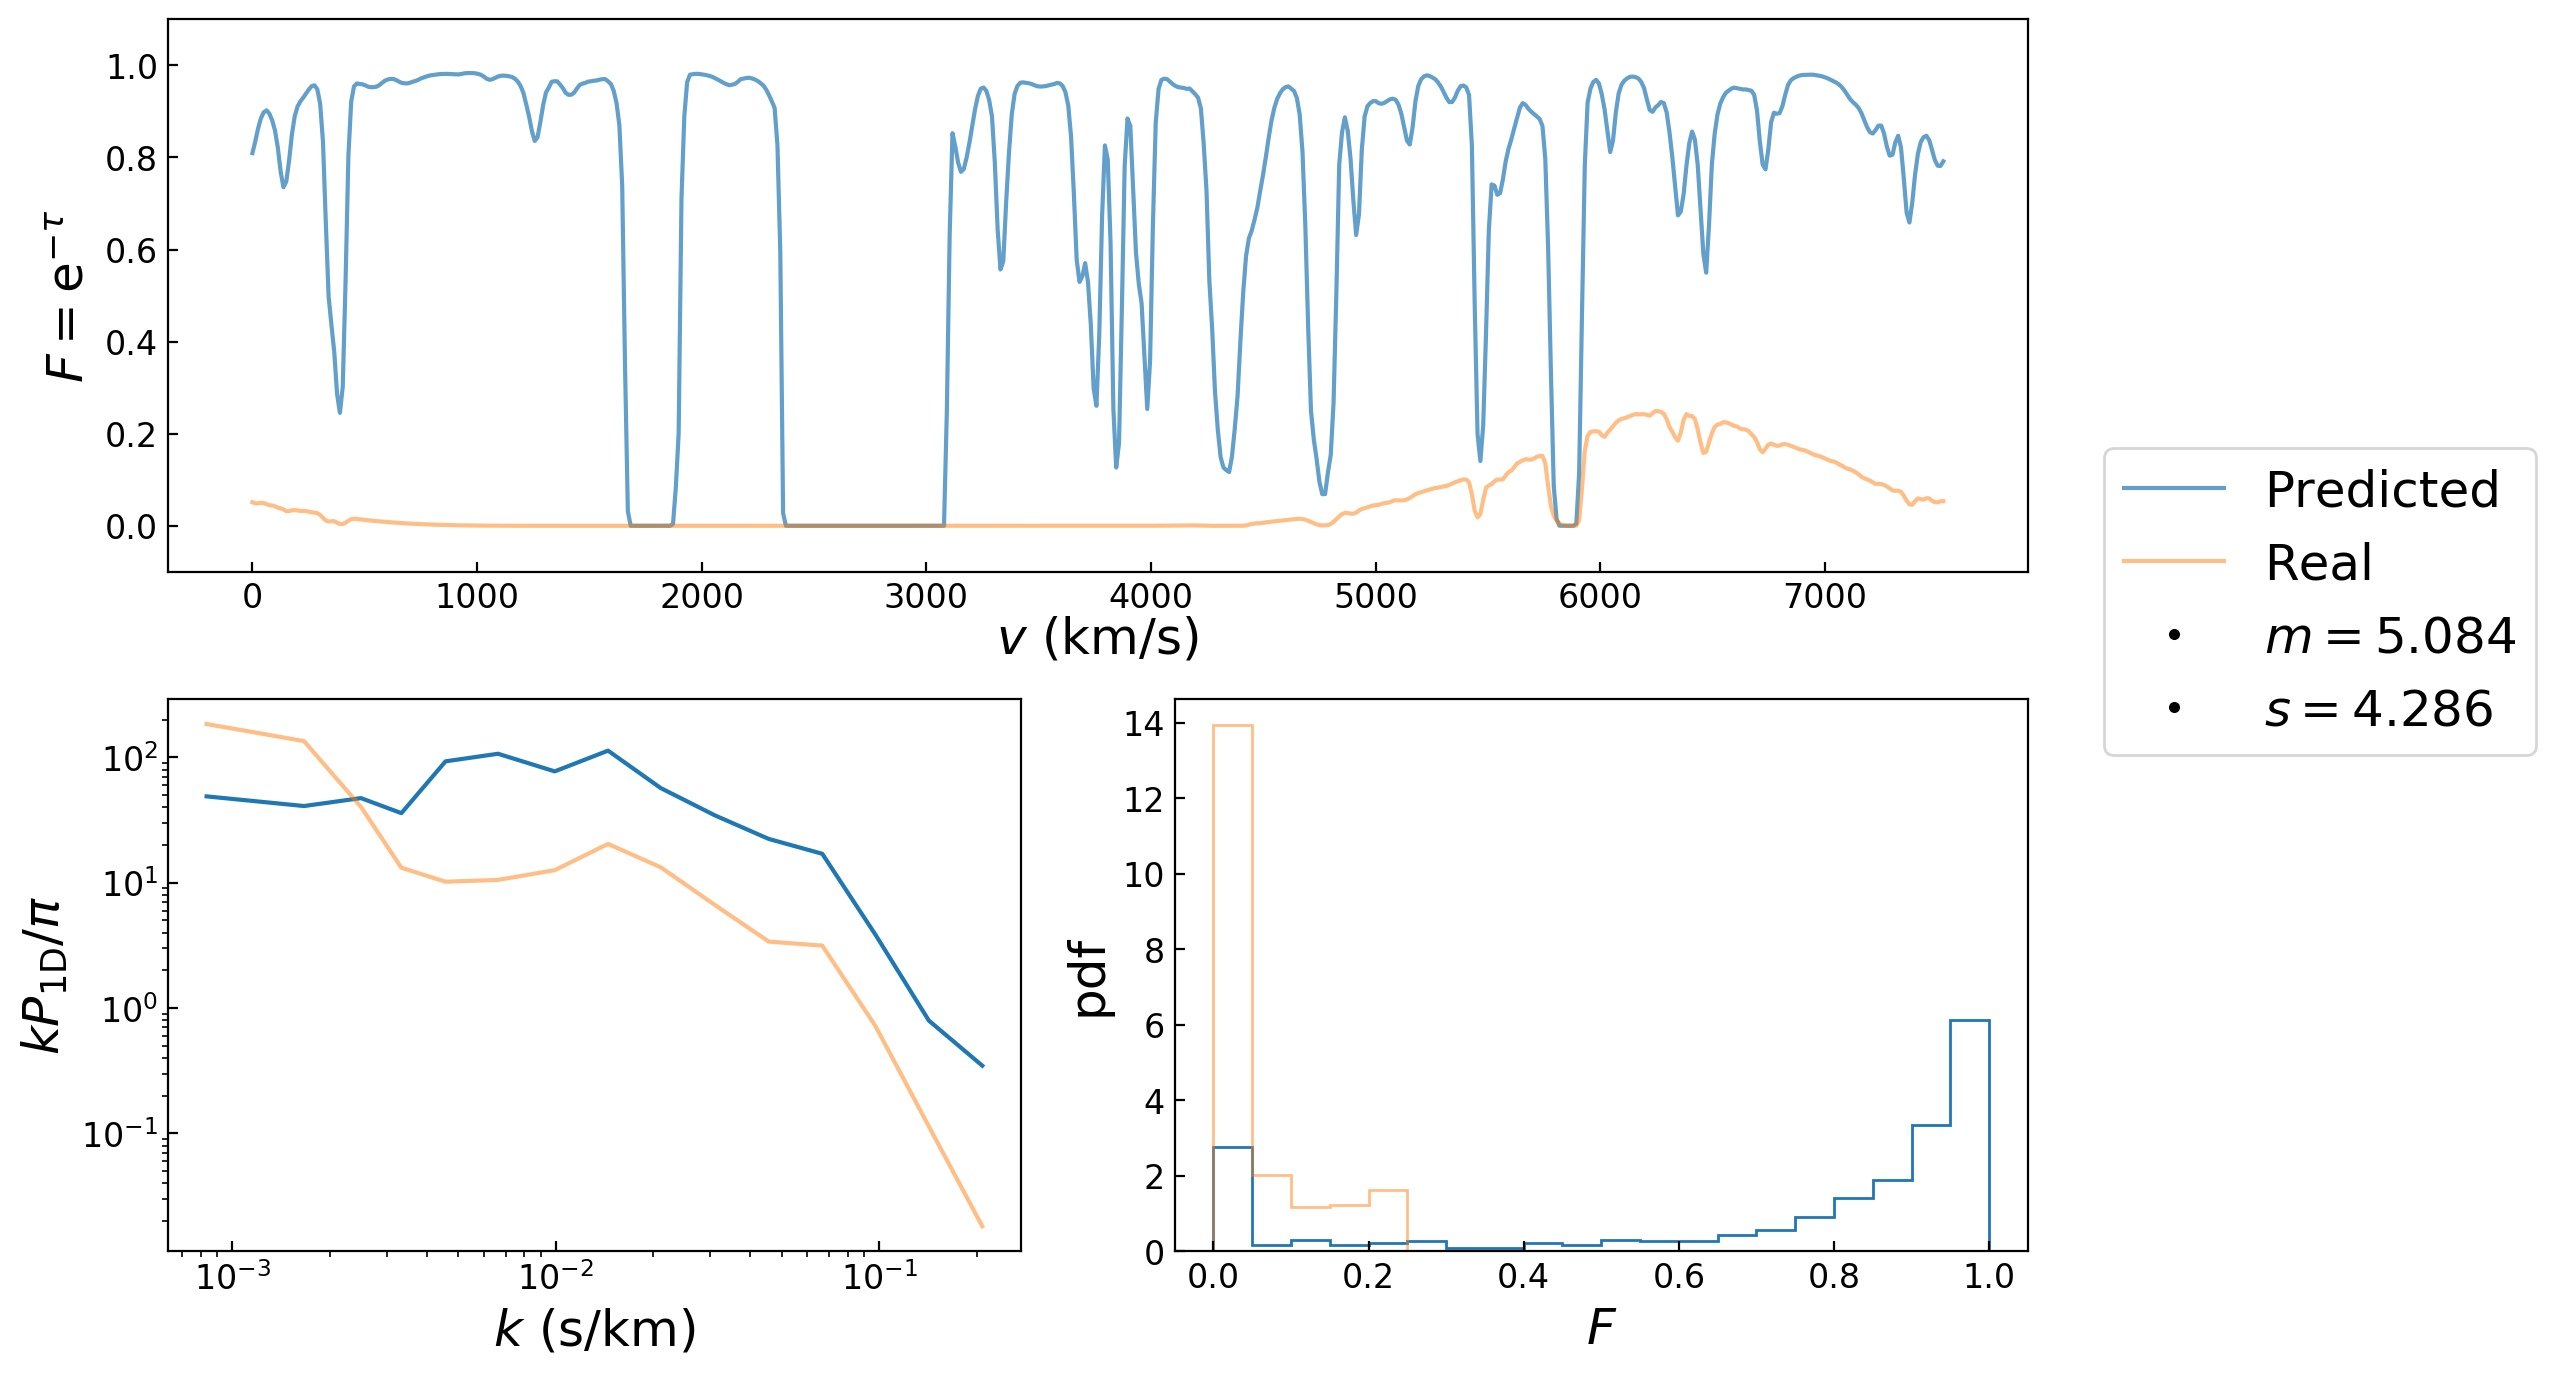 1.0
0.8
0.6
0.4
0.2
0.0
F = e^{−τ}
0 1000 2000 3000 4000 5000 6000 7000
v (km/s)
Predicted
Real
m = 5.084
s = 4.286
10^2
10^1
10^0
10^{−1}
kP_{1D}/π
10^{−3} 10^{−2} 10^{−1}
k (s/km)
14
12
10
8
6
4
2
0
pdf
0.0 0.2 0.4 0.6 0.8 1.0
F